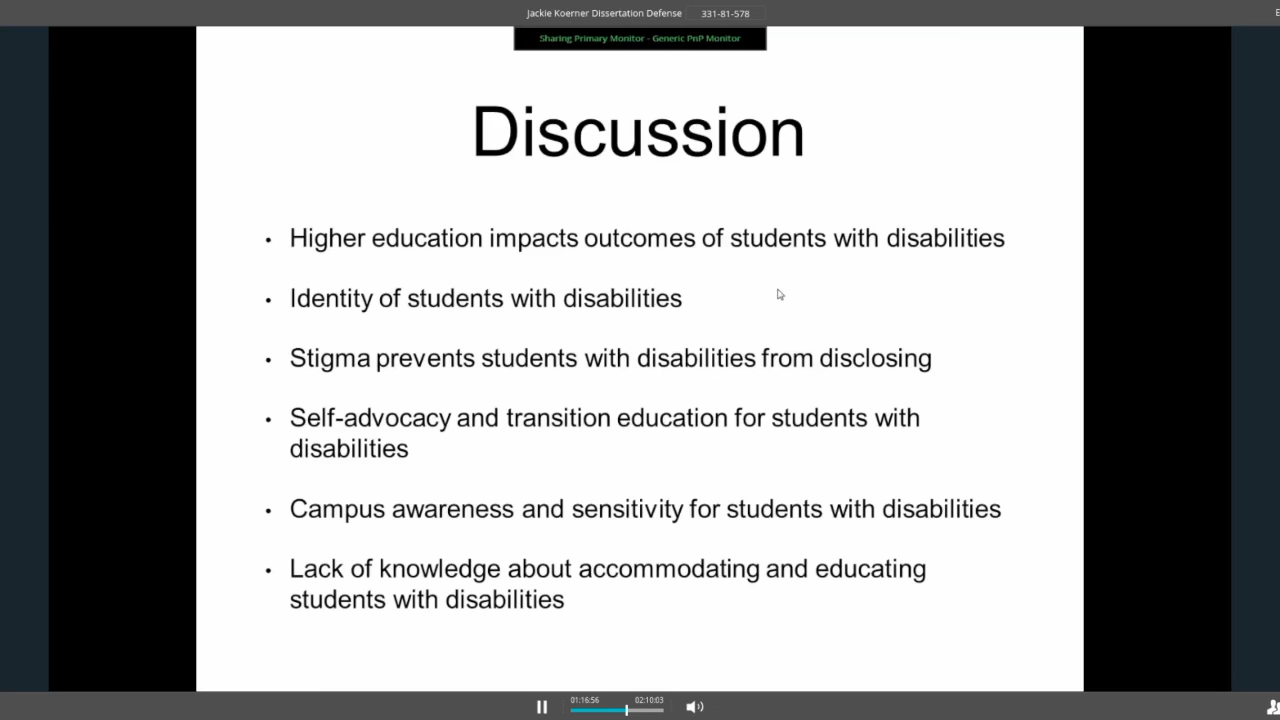 Jackie Koerner Dissertation Defense 331-81-578
Sharing Primary Monitor - Generic PnP Monitor
Discussion
• Higher education impacts outcomes of students with disabilities
• Identity of students with disabilities
• Stigma prevents students with disabilities from disclosing
• Self-advocacy and transition education for students with
disabilities
• Campus awareness and sensitivity for students with disabilities
• Lack of knowledge about accommodating and educating
students with disabilities
01:16:56 02:10:03